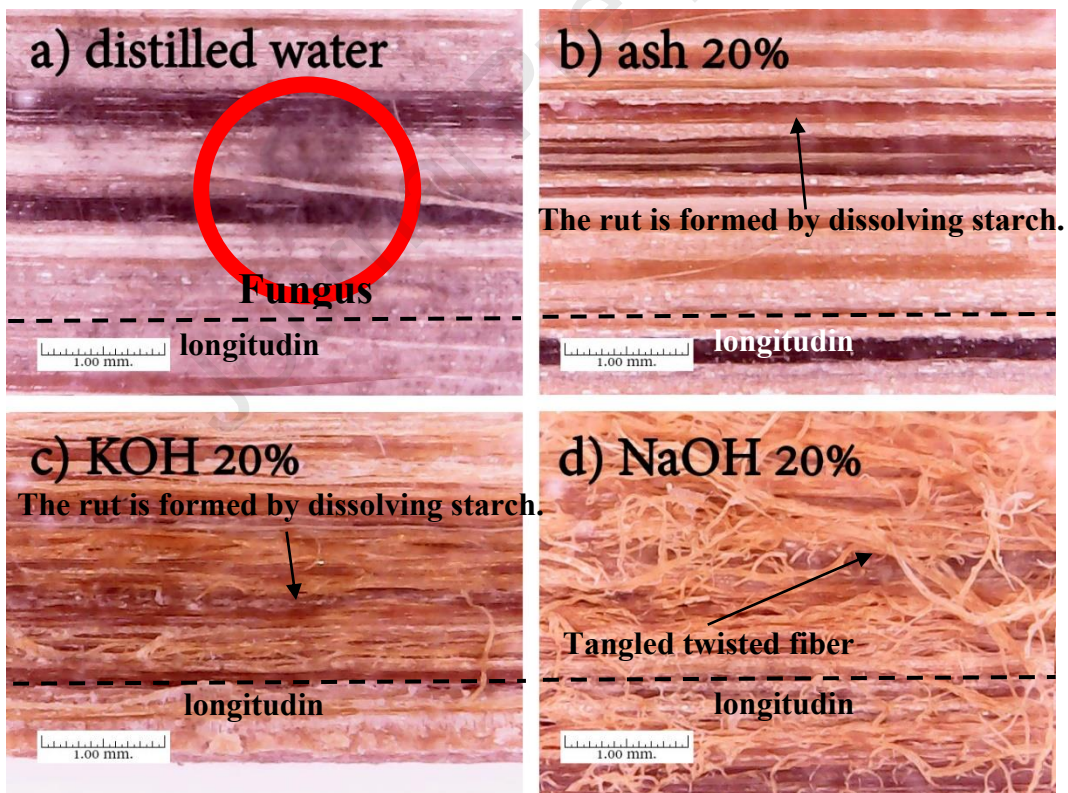 a) distilled water
Fungus
longitudin
1.00 mm.
b) ash 20%
The rut is formed by dissolving starch.
longitudin
1.00 mm.
c) KOH 20%
The rut is formed by dissolving starch.
longitudin
1.00 mm.
d) NaOH 20%
Tangled twisted fiber
longitudin
1.00 mm.